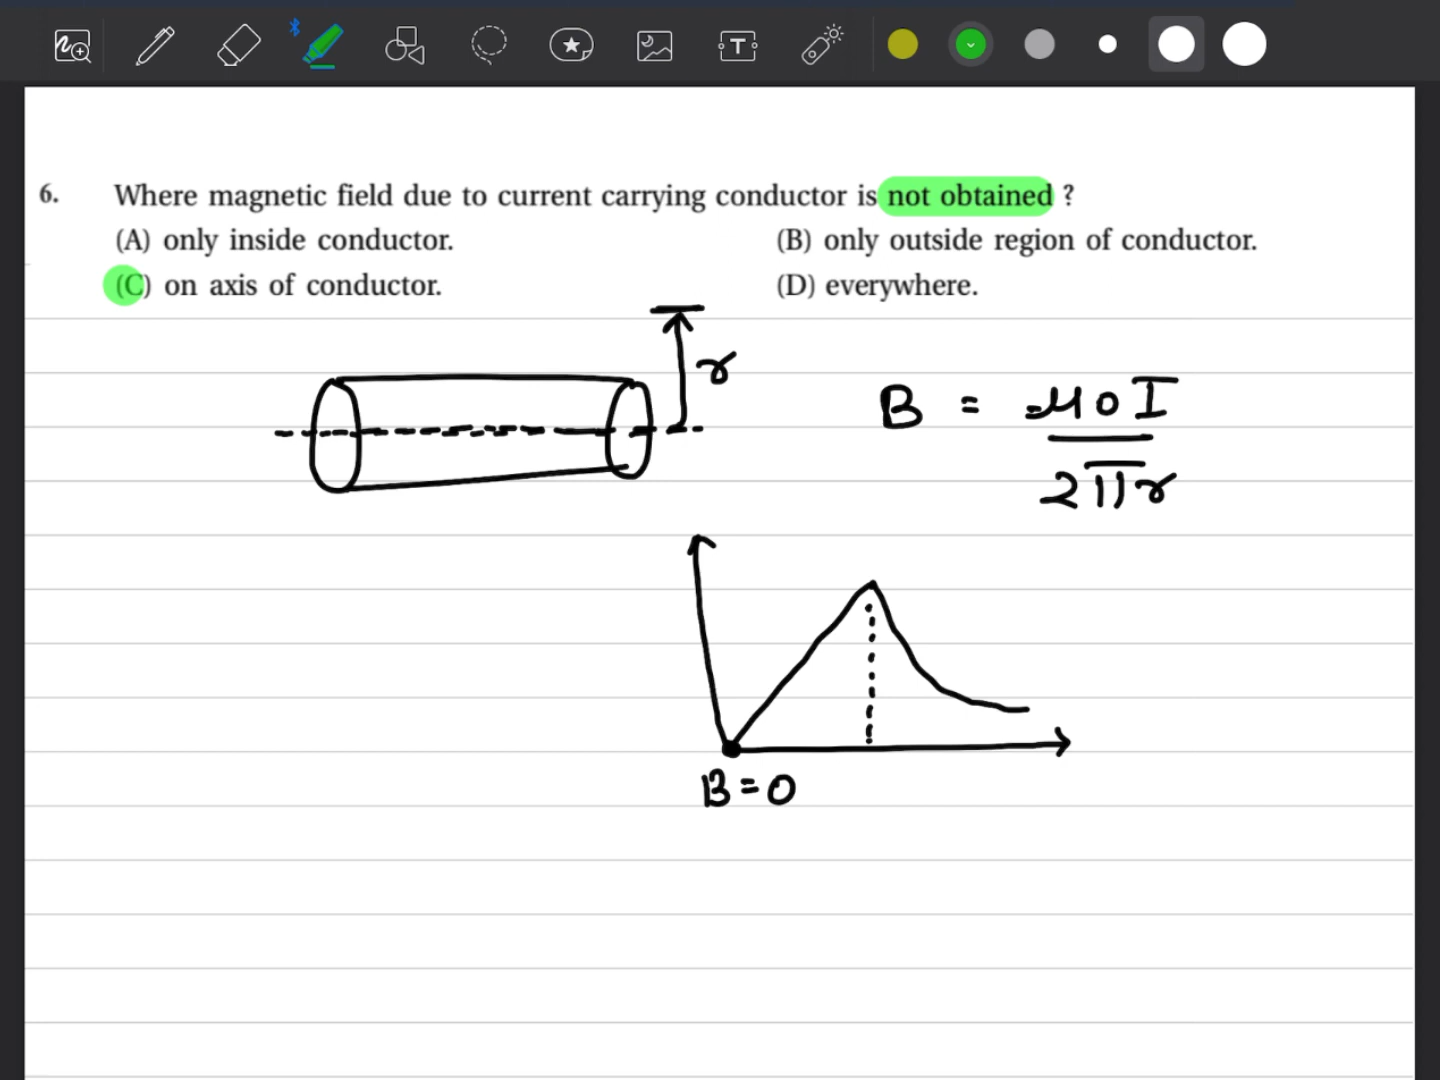 6. Where magnetic field due to current carrying conductor is not obtained ?
(A) only inside conductor. (B) only outside region of conductor.
(C) on axis of conductor. (D) everywhere.
r
B = μ0I
2πr
B=0